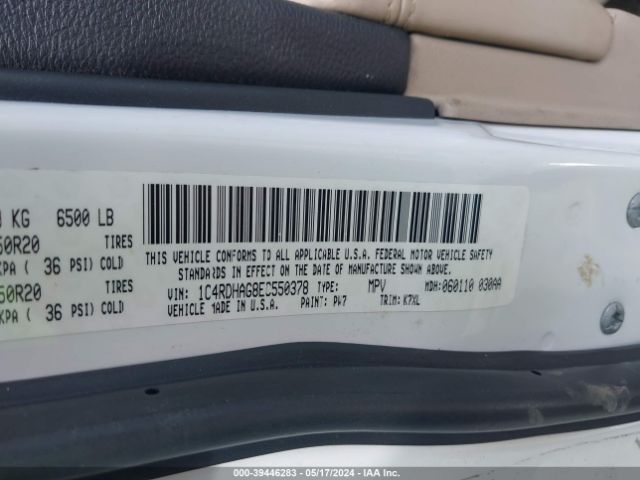 KG 6500 LB
50R20 TIRES
KPA ( 36 PSI) COLD
50R20 TIRES
KPA ( 36 PSI) COLD
THIS VEHICLE CONFORMS TO ALL APPLICABLE U.S.A. FEDERAL MOTOR VEHICLE SAFETY
STANDARDS IN EFFECT ON THE DATE OF MANUFACTURE SHOWN ABOVE.
VIN: 1C4RDHAG8EC550378 TYPE: MPV MDH: 060110 030AA
VEHICLE MADE IN U.S.A. PAINT: PW7 TRIM: K7XL
© - 39446283 - 05/17/2024 - IAA Inc.